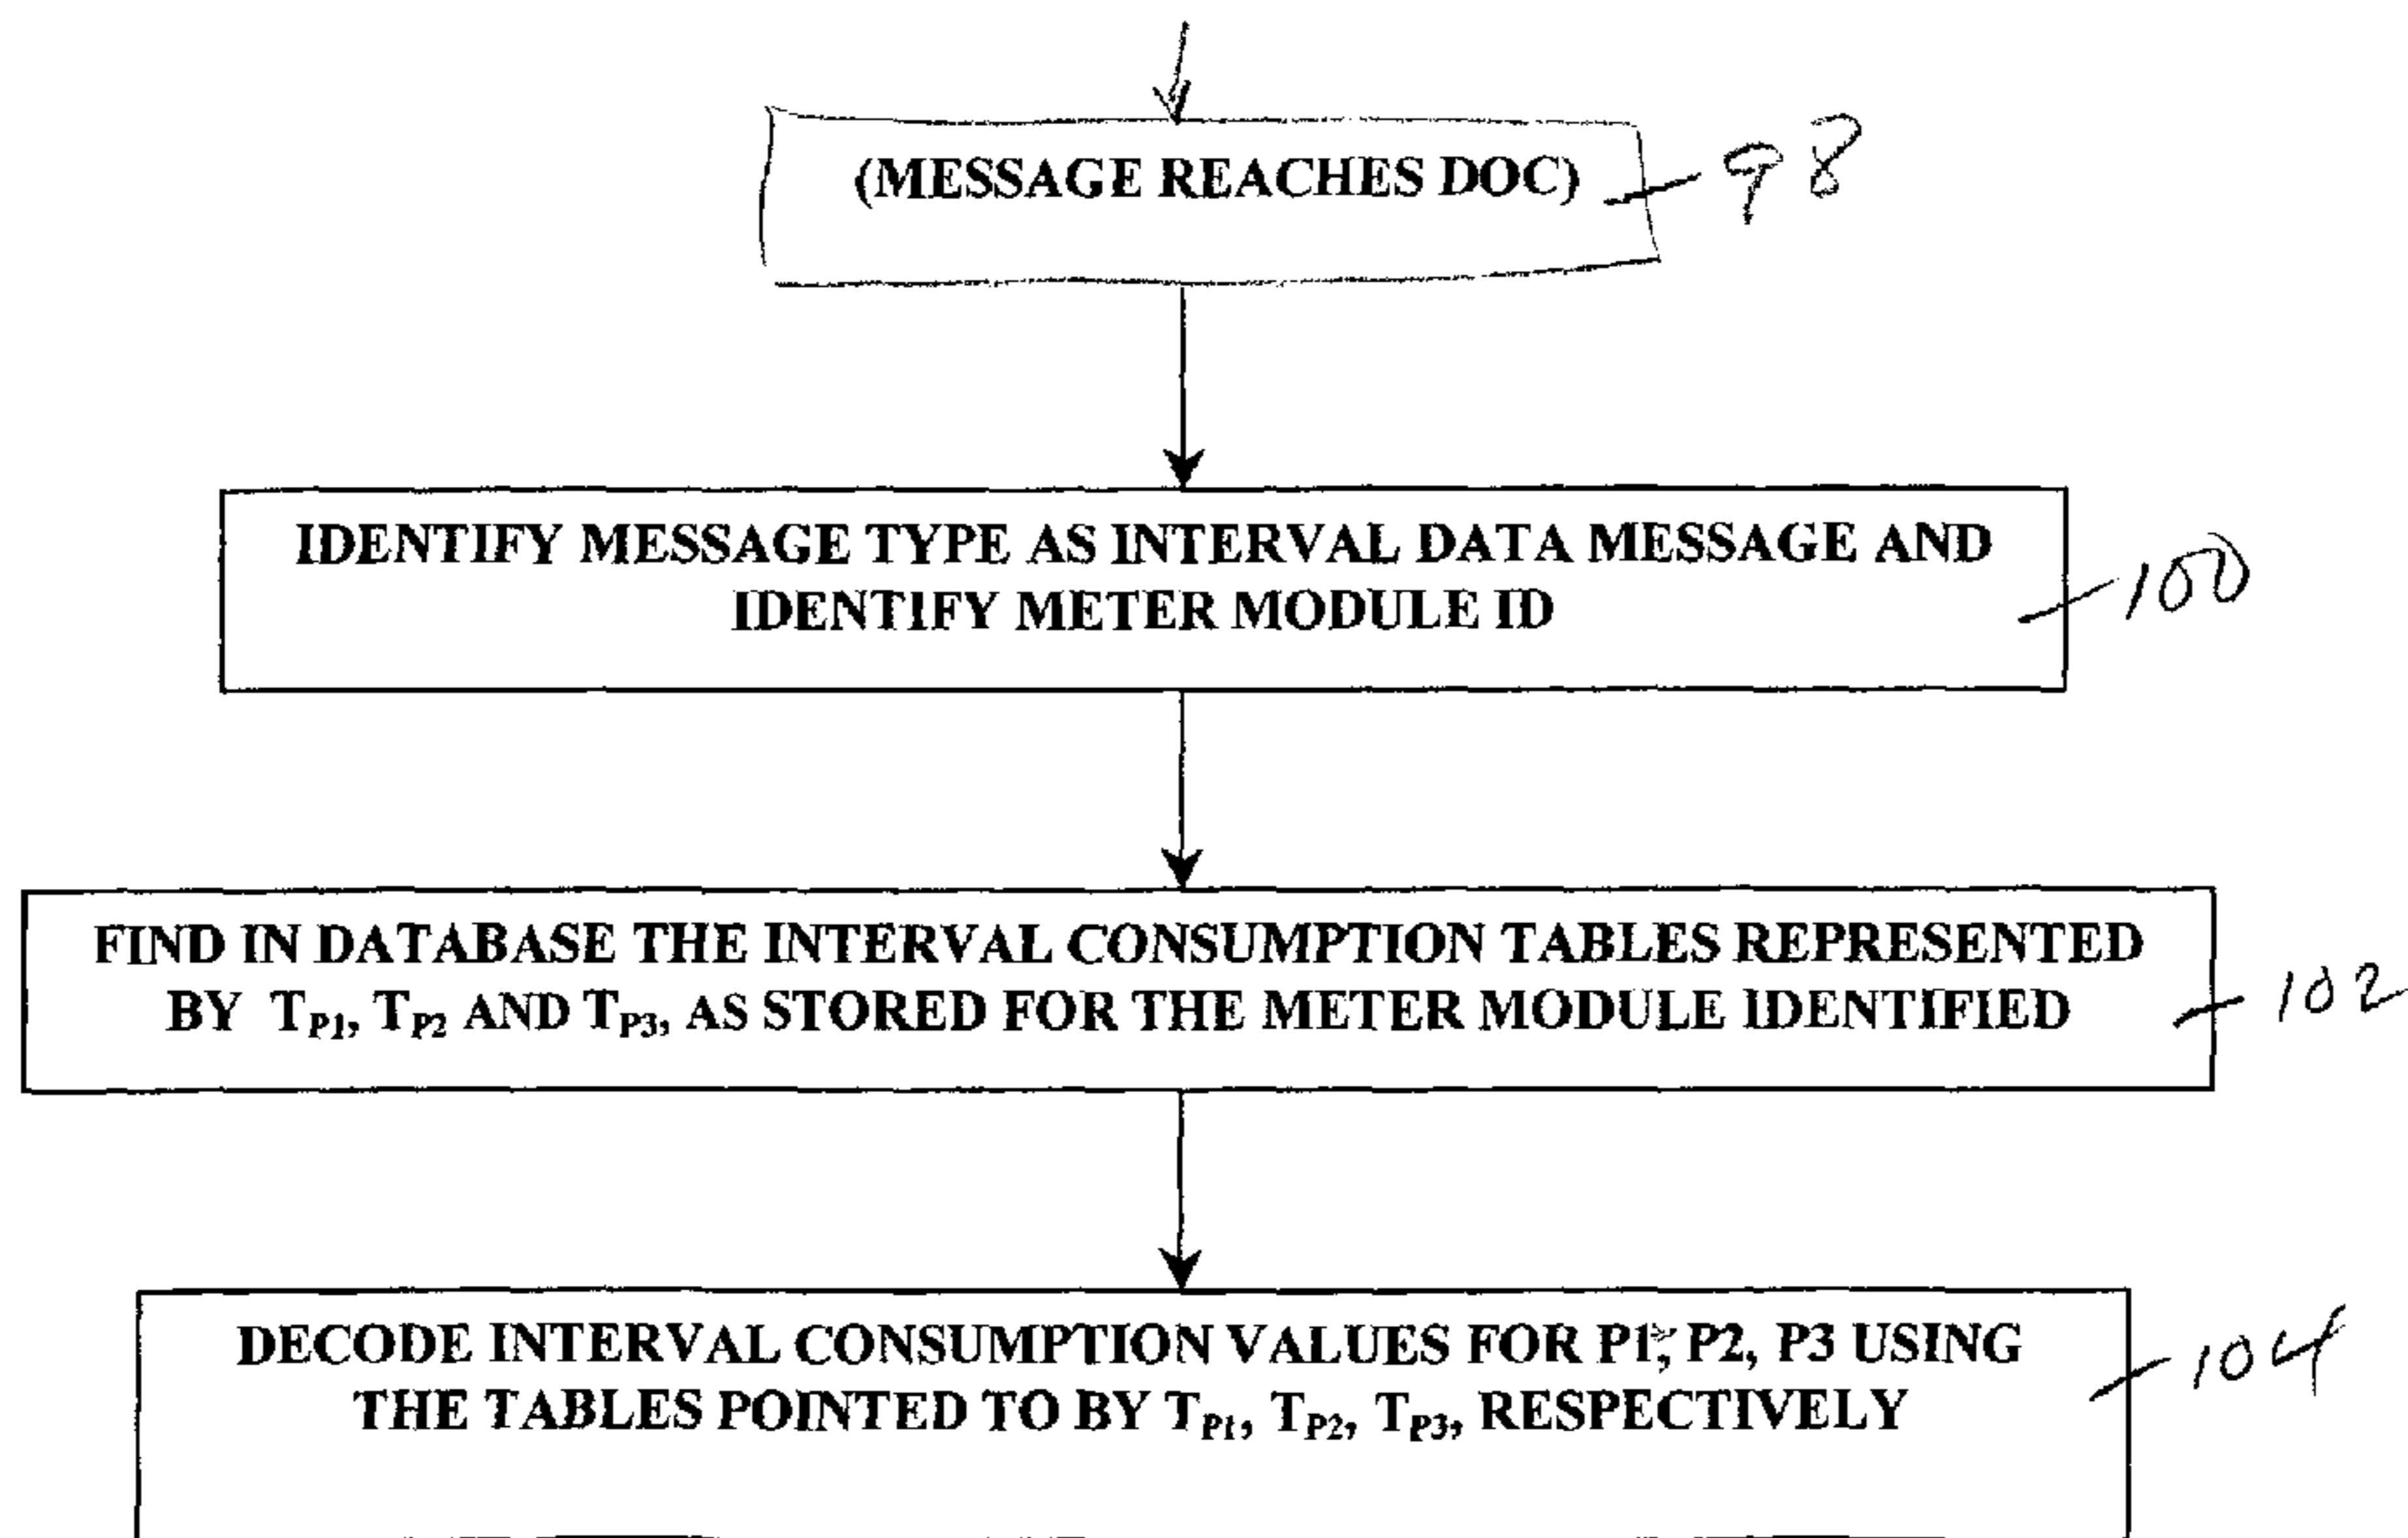 (MESSAGE REACHES DOC)
98
IDENTIFY MESSAGE TYPE AS INTERVAL DATA MESSAGE AND
IDENTIFY METER MODULE ID
100
FIND IN DATABASE THE INTERVAL CONSUMPTION TABLES REPRESENTED
BY TP1, TP2 AND TP3, AS STORED FOR THE METER MODULE IDENTIFIED
102
DECODE INTERVAL CONSUMPTION VALUES FOR P1, P2, P3 USING
THE TABLES POINTED TO BY TP1, TP2, TP3, RESPECTIVELY
104